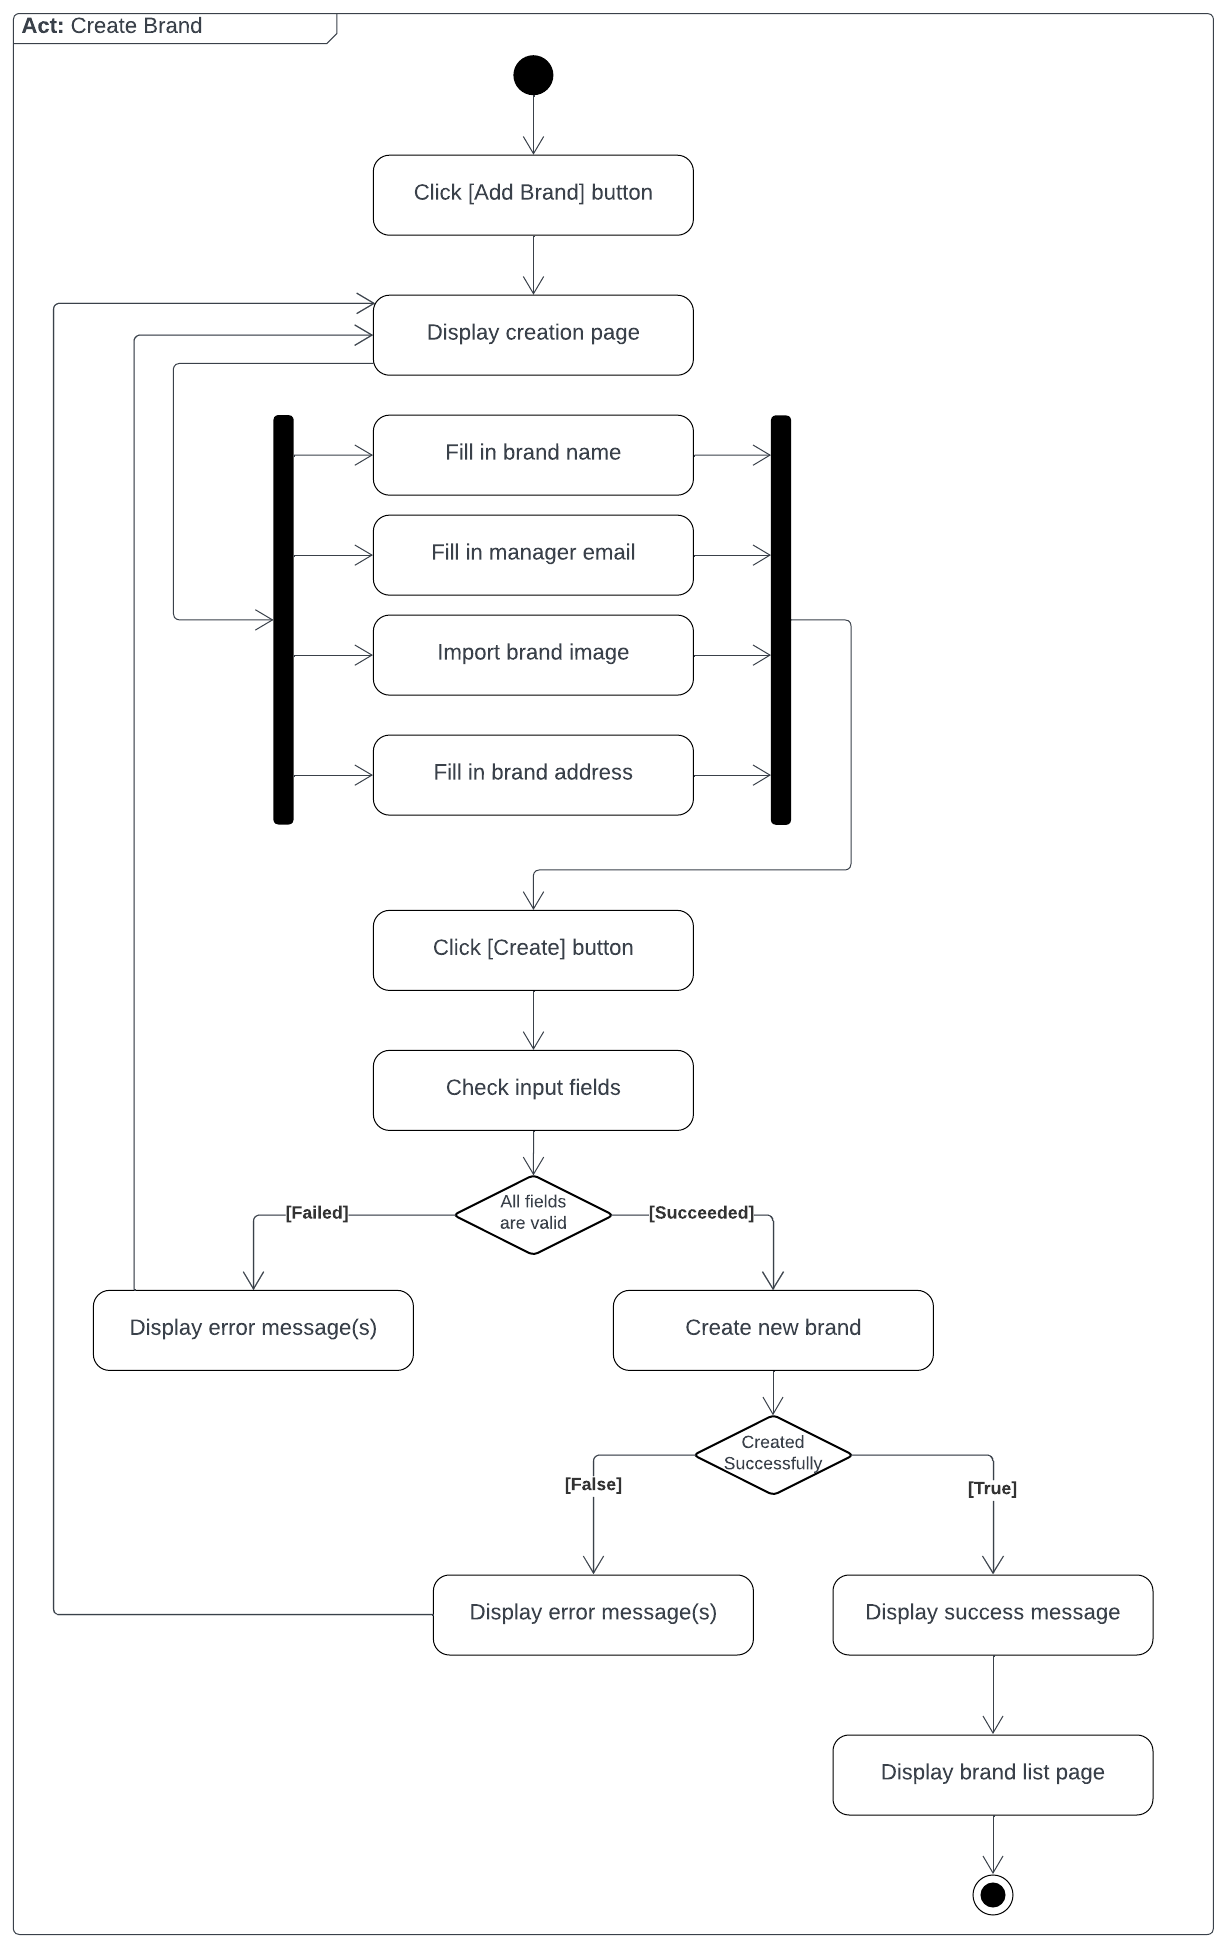 Act: Create Brand
Click [Add Brand] button
Display creation page
Fill in brand name
Fill in manager email
Import brand image
Fill in brand address
Click [Create] button
Check input fields
All fields
are valid
[Failed]
[Succeeded]
Display error message(s)
Create new brand
Created
Successfully
[False]
[True]
Display error message(s)
Display success message
Display brand list page